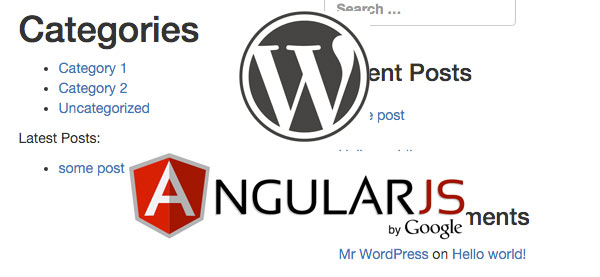 Categories
Category 1
Category 2
Uncategorized
Latest Posts:
some post
Search ...
W
ent Posts
post
ANGULARJS
by Google
ments
Mr WordPress on Hello world!